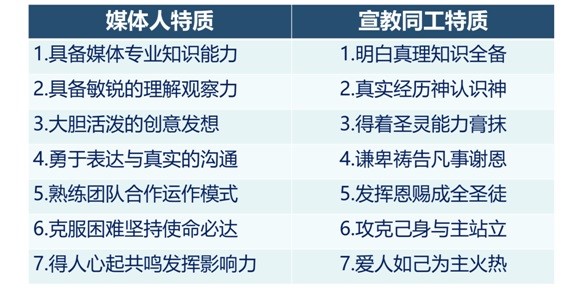 媒体人特质 宣教同工特质
1.具备媒体专业知识能力 1.明白真理知识全备
2.具备敏锐的理解观察力 2.真实经历神认识神
3.大胆活泼的创意发想 3.得着圣灵能力膏抹
4.勇于表达与真实的沟通 4.谦卑祷告凡事谢恩
5.熟练团队合作运作模式 5.发挥恩赐成全圣徒
6.克服困难坚持使命必达 6.攻克己身与主站立
7.得人心起共鸣发挥影响力 7.爱人如己为主火热